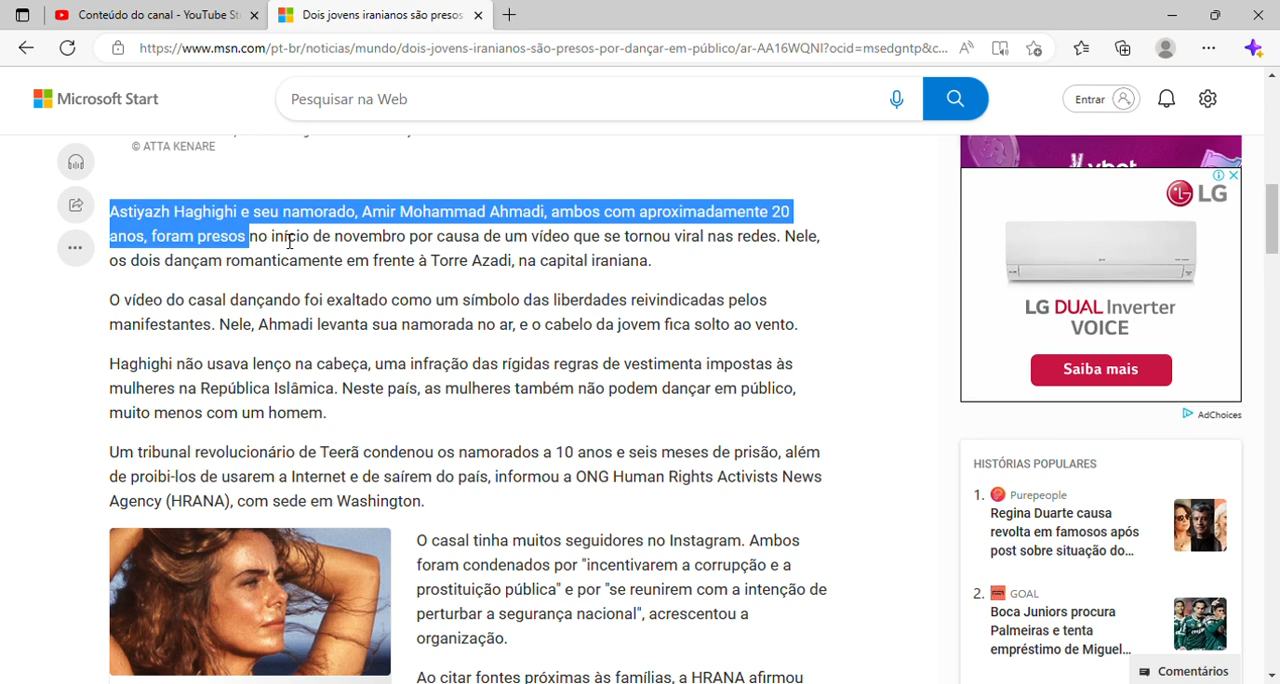 Conteúdo do canal - YouTube St
Dois jovens iranianos são presos
https://www.msn.com/pt-br/noticias/mundo/dois-jovens-iranianos-são-presos-por-dançar-em-público/ar-AA16WQNI?ocid=msedgntp&c...
Microsoft Start
Pesquisar na Web
Entrar
© ATTA KENARE
Astiyazh Haghighi e seu namorado, Amir Mohammad Ahmadi, ambos com aproximadamente 20
anos, foram presos no início de novembro por causa de um vídeo que se tornou viral nas redes. Nele,
os dois dançam romanticamente em frente à Torre Azadi, na capital iraniana.
O vídeo do casal dançando foi exaltado como um símbolo das liberdades reivindicadas pelos
manifestantes. Nele, Ahmadi levanta sua namorada no ar, e o cabelo da jovem fica solto ao vento.
Haghighi não usava lenço na cabeça, uma infração das rígidas regras de vestimenta impostas às
mulheres na República Islâmica. Neste país, as mulheres também não podem dançar em público,
muito menos com um homem.
Um tribunal revolucionário de Teerã condenou os namorados a 10 anos e seis meses de prisão, além
de proibi-los de usarem a Internet e de saírem do país, informou a ONG Human Rights Activists News
Agency (HRANA), com sede em Washington.
O casal tinha muitos seguidores no Instagram. Ambos
foram condenados por "incentivarem a corrupção e a
prostituição pública" e por "se reunirem com a intenção de
perturbar a segurança nacional", acrescentou a
organização.
Ao citar fontes próximas às famílias, a HRANA afirmou
LG
LG DUAL Inverter
VOICE
Saiba mais
AdChoices
HISTÓRIAS POPULARES
1. Purepeople
Regina Duarte causa
revolta em famosos após
post sobre situação do...
2. GOAL
Boca Juniors procura
Palmeiras e tenta
empréstimo de Miguel...
Comentários